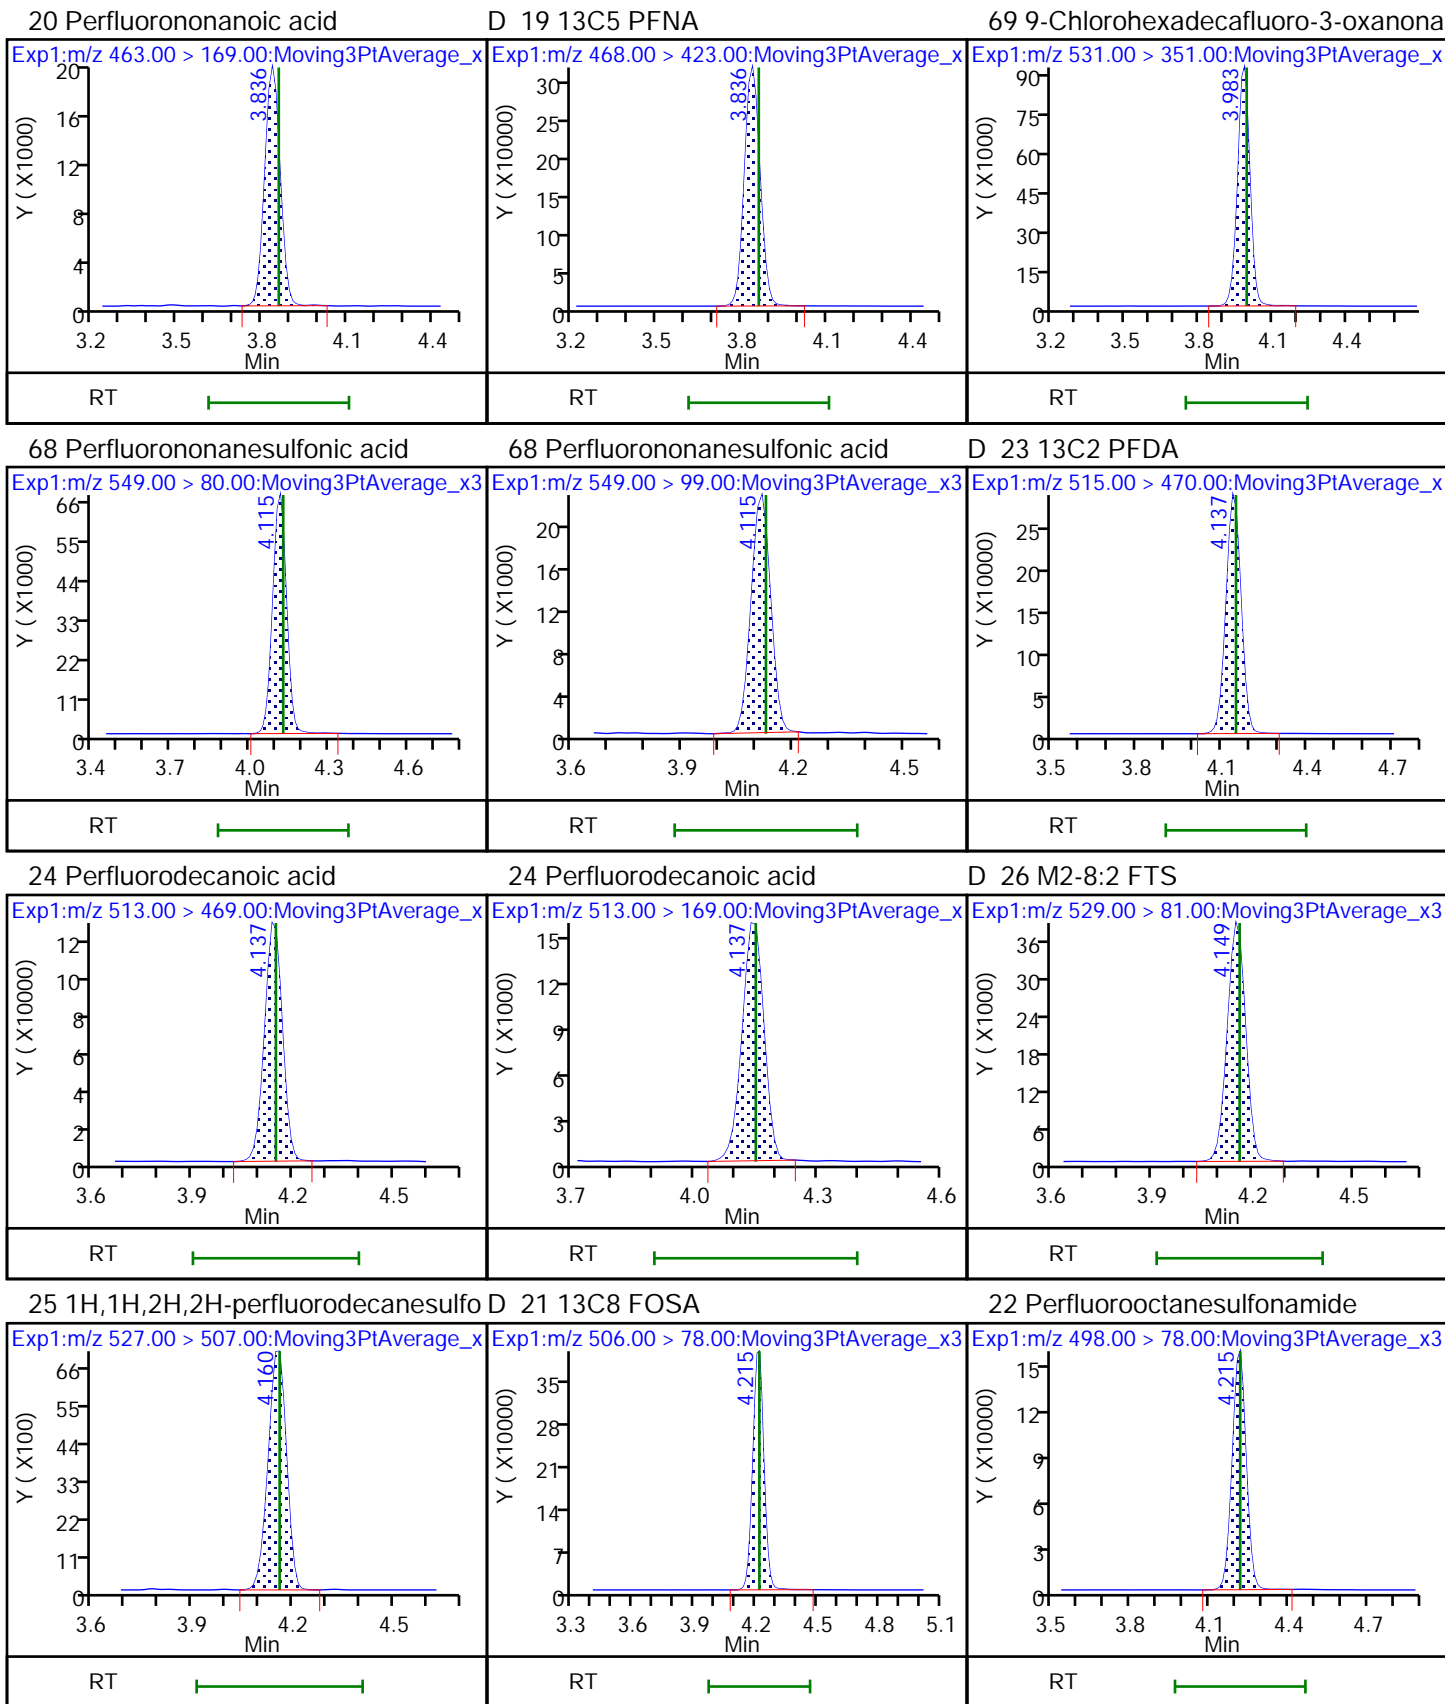 20 Perfluorononanoic acid
Exp1:m/z 463.00 > 169.00:Moving3PtAverage_x
3.836
Y ( X1000)
20
16
12
8
4
0
3.2 3.5 3.8 4.1 4.4
Min
RT
D 19 13C5 PFNA
Exp1:m/z 468.00 > 423.00:Moving3PtAverage_x
3.836
Y ( X10000)
30
25
20
15
10
5
0
3.2 3.5 3.8 4.1 4.4
Min
RT
69 9-Chlorohexadecafluoro-3-oxanona
Exp1:m/z 531.00 > 351.00:Moving3PtAverage_x
3.983
Y ( X1000)
90
75
60
45
30
15
0
3.2 3.5 3.8 4.1 4.4
Min
RT
68 Perfluorononanesulfonic acid
Exp1:m/z 549.00 > 80.00:Moving3PtAverage_x3
4.115
Y ( X1000)
66
55
44
33
22
11
0
3.4 3.7 4.0 4.3 4.6
Min
RT
68 Perfluorononanesulfonic acid
Exp1:m/z 549.00 > 99.00:Moving3PtAverage_x3
4.115
Y ( X1000)
20
16
12
8
4
0
3.6 3.9 4.2 4.5
Min
RT
D 23 13C2 PFDA
Exp1:m/z 515.00 > 470.00:Moving3PtAverage_x
4.137
Y ( X10000)
25
20
15
10
5
0
3.5 3.8 4.1 4.4 4.7
Min
RT
24 Perfluorodecanoic acid
Exp1:m/z 513.00 > 469.00:Moving3PtAverage_x
4.137
Y ( X10000)
12
10
8
6
4
2
0
3.6 3.9 4.2 4.5
Min
RT
24 Perfluorodecanoic acid
Exp1:m/z 513.00 > 169.00:Moving3PtAverage_x
4.137
Y ( X1000)
15
12
9
6
3
0
3.7 4.0 4.3 4.6
Min
RT
D 26 M2-8:2 FTS
Exp1:m/z 529.00 > 81.00:Moving3PtAverage_x3
4.149
Y ( X1000)
36
30
24
18
12
6
0
3.6 3.9 4.2 4.5
Min
RT
25 1H,1H,2H,2H-perfluorodecanesulfo
Exp1:m/z 527.00 > 507.00:Moving3PtAverage_x
4.160
Y ( X100)
66
55
44
33
22
11
0
3.6 3.9 4.2 4.5
Min
RT
D 21 13C8 FOSA
Exp1:m/z 506.00 > 78.00:Moving3PtAverage_x3
4.215
Y ( X10000)
35
28
21
14
7
0
3.3 3.6 3.9 4.2 4.5 4.8 5.1
Min
RT
22 Perfluorooctanesulfonamide
Exp1:m/z 498.00 > 78.00:Moving3PtAverage_x3
4.215
Y ( X10000)
15
12
9
6
3
0
3.5 3.8 4.1 4.4 4.7
Min
RT